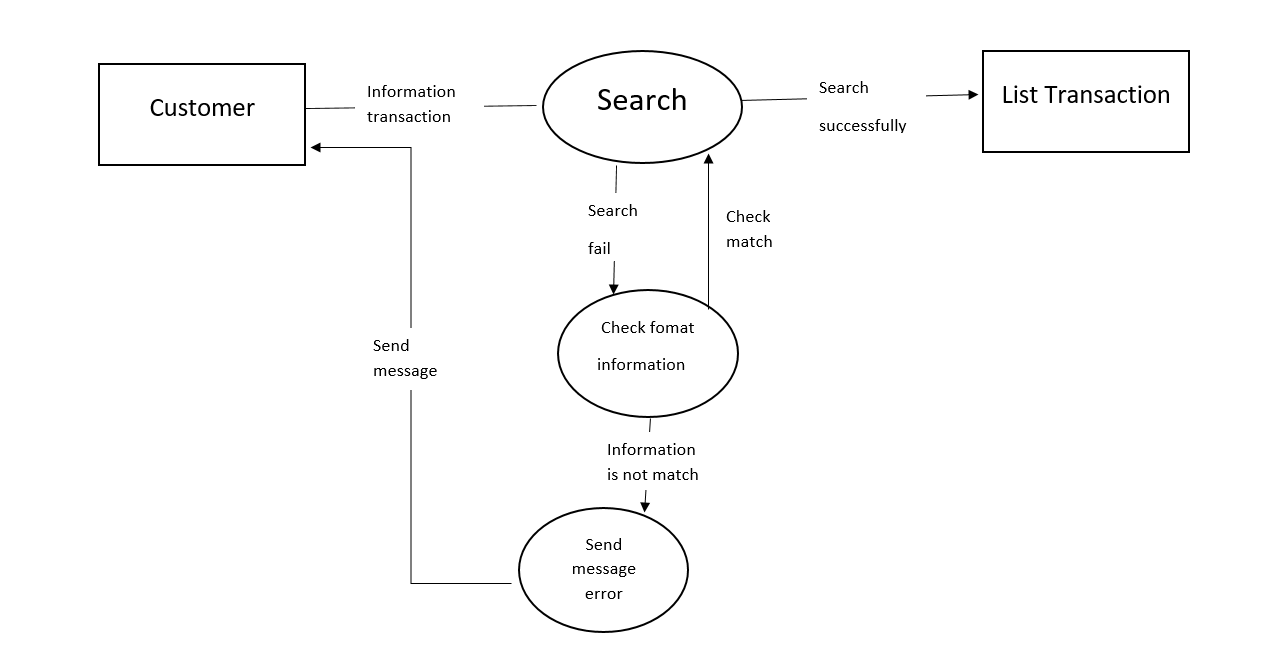 Customer
Information
transaction
Search
Search
successfully
List Transaction
Search
fail
Check
match
Check fomat
information
Send
message
Information
is not match
Send
message
error